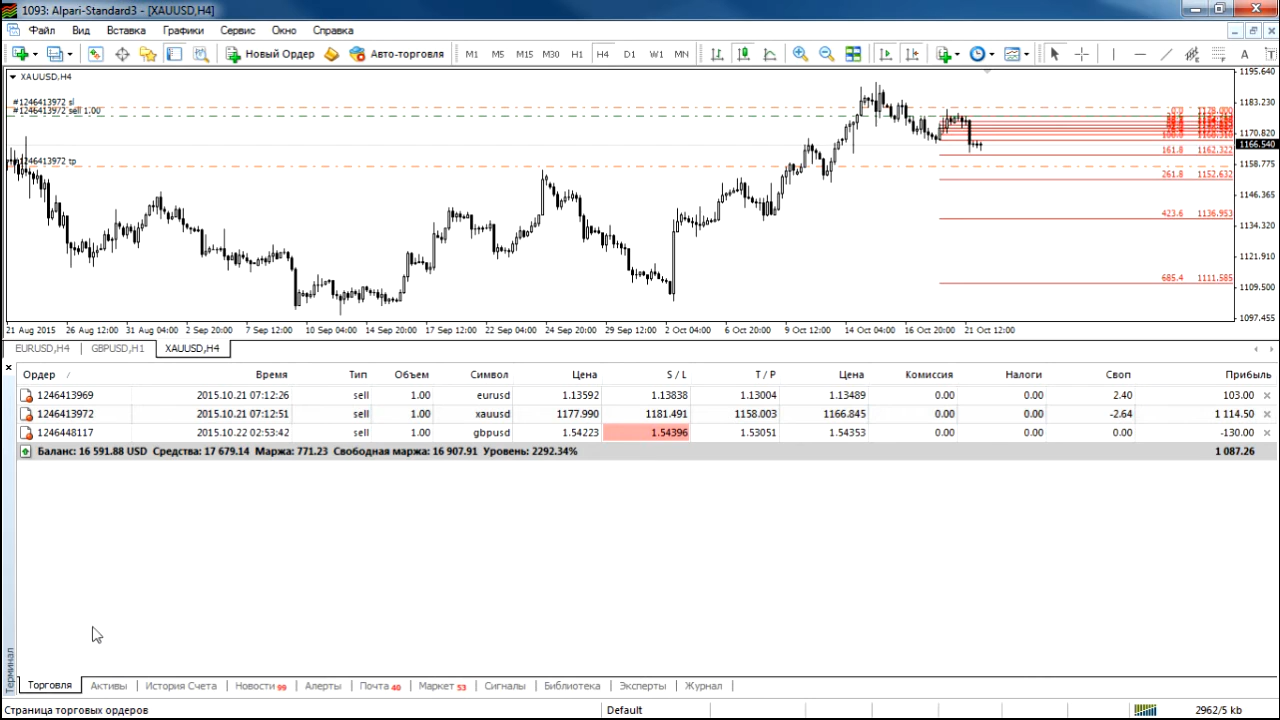 1093: Alpari-Standard3 - [XAUUSD,H4]
Файл Вид Вставка Графики Сервис Окно Справка
Новый Ордер Авто-торговля M1 M5 M15 M30 H1 H4 D1 W1 MN A T
XAUUSD,H4
1195.640
#1246413972 sl
1183.230
#1246413972 sell 1.00
0.0 1178.000
1170.820
1166.540
161.8 1162.322
#1246413972 tp
1158.775
261.8 1152.632
1146.365
423.6 1136.953
1134.320
1121.910
685.4 1111.585
1109.500
1097.455
21 Aug 2015 26 Aug 12:00 31 Aug 04:00 2 Sep 20:00 7 Sep 12:00 10 Sep 04:00 14 Sep 20:00 17 Sep 12:00 22 Sep 04:00 24 Sep 20:00 29 Sep 12:00 2 Oct 04:00 6 Oct 20:00 9 Oct 12:00 14 Oct 04:00 16 Oct 20:00 21 Oct 12:00
EURUSD,H4 GBPUSD,H1 XAUUSD,H4
Ордер / Время Тип Объем Символ Цена S / L T / P Цена Комиссия Налоги Своп Прибыль
1246413969 2015.10.21 07:12:26 sell 1.00 eurusd 1.13592 1.13838 1.13004 1.13489 0.00 0.00 2.40 103.00
1246413972 2015.10.21 07:12:51 sell 1.00 xauusd 1177.990 1181.491 1158.003 1166.845 0.00 0.00 -2.64 1 114.50
1246448117 2015.10.22 02:53:42 sell 1.00 gbpusd 1.54223 1.54396 1.53051 1.54353 0.00 0.00 0.00 -130.00
Баланс: 16 591.88 USD Средства: 17 679.14 Маржа: 771.23 Свободная маржа: 16 907.91 Уровень: 2292.34% 1 087.26
Терминал
Торговля Активы История Счета Новости 99 Алерты Почта 40 Маркет 53 Сигналы Библиотека Эксперты Журнал
Страница торговых ордеров Default 2962/5 kb